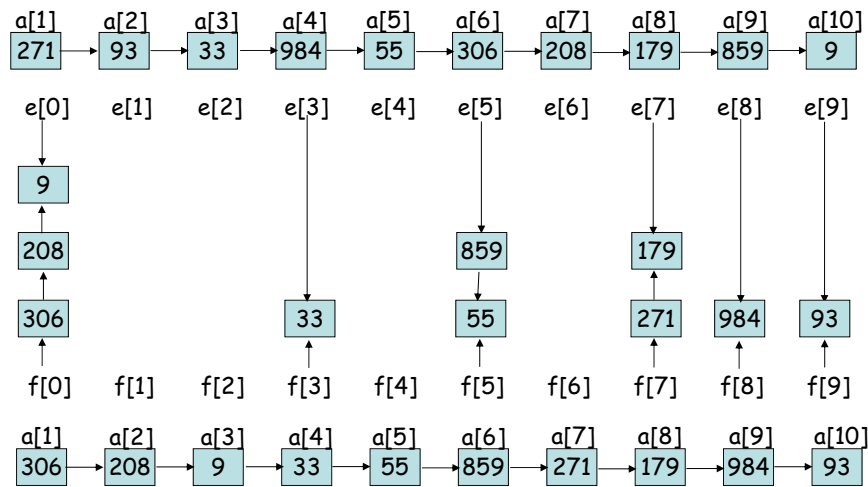 a[1] a[2] a[3] a[4] a[5] a[6] a[7] a[8] a[9] a[10]
271 93 33 984 55 306 208 179 859 9
e[0] e[1] e[2] e[3] e[4] e[5] e[6] e[7] e[8] e[9]
9
208 859 179
306 33 55 271 984 93
f[0] f[1] f[2] f[3] f[4] f[5] f[6] f[7] f[8] f[9]
a[1] a[2] a[3] a[4] a[5] a[6] a[7] a[8] a[9] a[10]
306 208 9 33 55 859 271 179 984 93